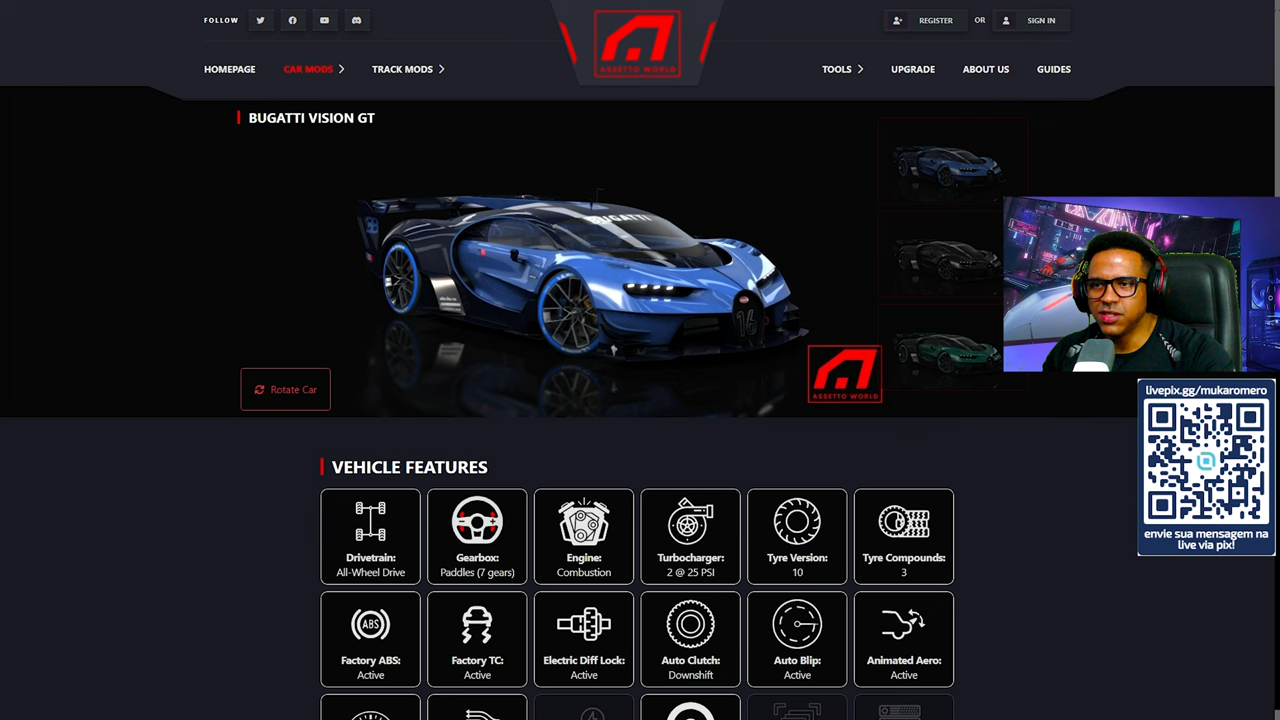 FOLLOW
REGISTER
OR
SIGN IN
ASSETTO WORLD
HOMEPAGE
CAR MODS
TRACK MODS
TOOLS
UPGRADE
ABOUT US
GUIDES
BUGATTI VISION GT
BUGATTI
16
Rotate Car
ASSETTO WORLD
livepix.gg/mukaromero
envie sua mensagem na
live via pix!
VEHICLE FEATURES
Drivetrain:
All-Wheel Drive
Gearbox:
Paddles (7 gears)
Engine:
Combustion
Turbocharger:
2 @ 25 PSI
Tyre Version:
10
Tyre Compounds:
3
ABS
Factory ABS:
Active
Factory TC:
Active
Electric Diff Lock:
Active
Auto Clutch:
Downshift
Auto Blip:
Active
Animated Aero:
Active